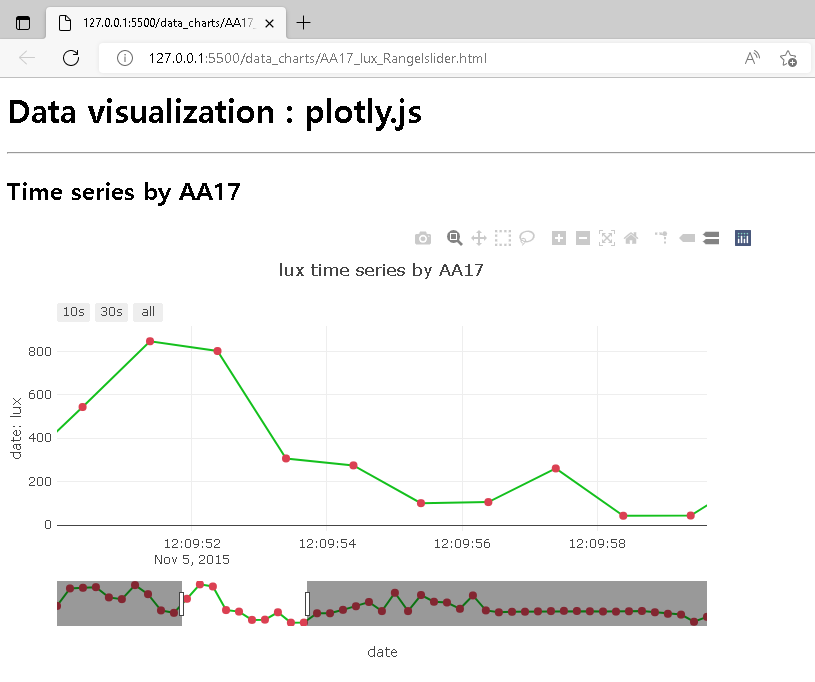 127.0.0.1:5500/data_charts/AA17_
127.0.0.1:5500/data_charts/AA17_lux_Rangelslider.html
Data visualization : plotly.js
Time series by AA17
lux time series by AA17
10s 30s all
date: lux
800
600
400
200
0
12:09:52 12:09:54 12:09:56 12:09:58
Nov 5, 2015
date